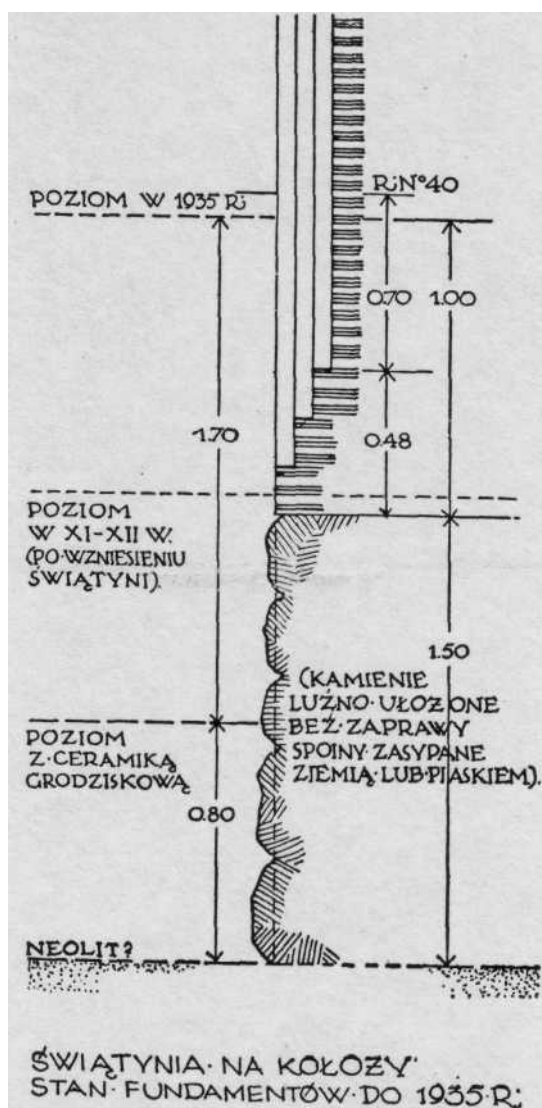 POZIOM W 1935 R:
R: N° 40
0.70
1.00
1.70
0.48
POZIOM
W XI-XII W.
(PO·WZNIESIENIU
ŚWIĄTYNI).
1.50
(KAMIENIE
LUŹNO·UŁOŻONE
BEZ·ZAPRAWY
SPOINY·ZASYPANE
ZIEMIĄ·LUB·PIASKIEM).
POZIOM
Z·CERAMIKĄ
GRODZISKOWĄ
0.80
NEOLIT?
ŚWIĄTYNIA·NA KOŁOŻY·
STAN·FUNDAMENTÓW·DO 1935·R: